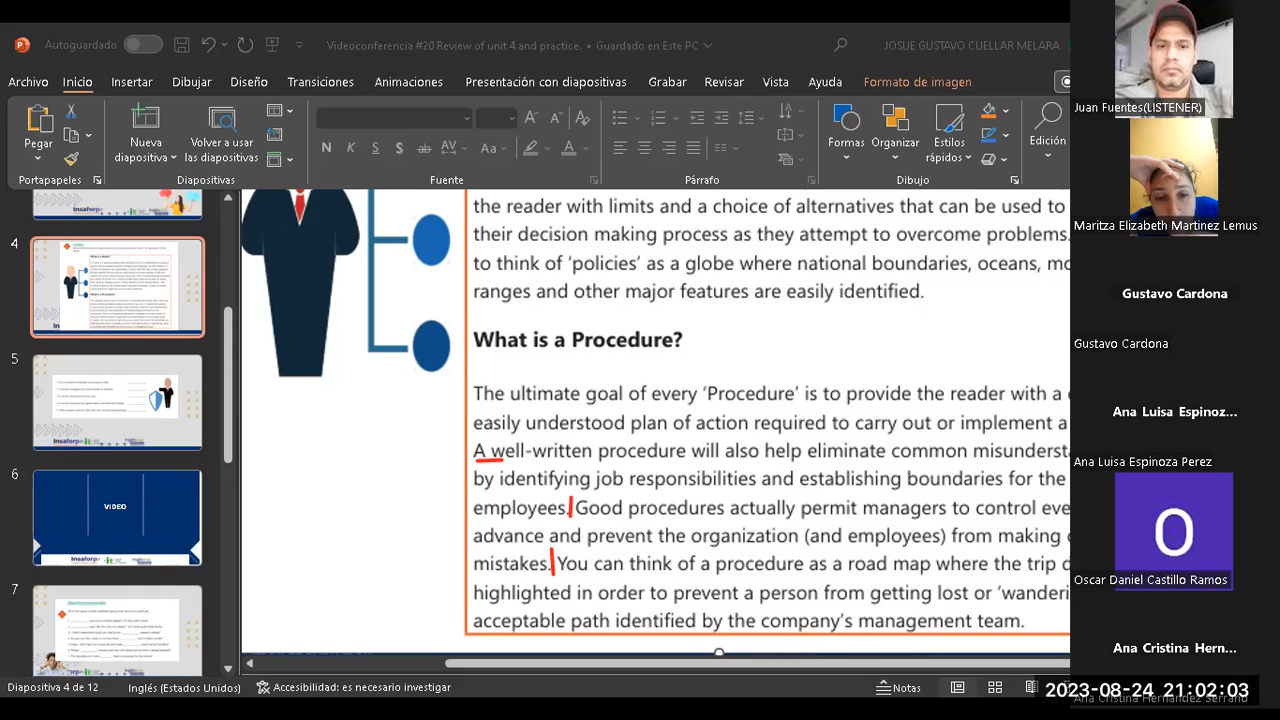 Autoguardado
Videoconferencia #20 Review of unit 4 and practice. • Guardado en Este PC
JOSUE GUSTAVO CUELLAR MELARA
Archivo Inicio Insertar Dibujar Diseño Transiciones Animaciones Presentación con diapositivas Grabar Revisar Vista Ayuda Formato de imagen
Pegar
Nueva diapositiva
Volver a usar las diapositivas
N K S S ab AV Aa A
Formas Organizar Estilos rápidos Edición
Portapapeles Diapositivas Fuente Párrafo Dibujo
4
5
6
VIDEO
7
Insaforp
the reader with limits and a choice of alternatives that can be used to
their decision making process as they attempt to overcome problems.
to think of 'policies' as a globe where national boundaries, oceans, mo
ranges and other major features are easily identified.
What is a Procedure?
The ultimate goal of every 'Procedure' is to provide the reader with a
easily understood plan of action required to carry out or implement a
A well-written procedure will also help eliminate common misundersta
by identifying job responsibilities and establishing boundaries for the
employees. Good procedures actually permit managers to control eve
advance and prevent the organization (and employees) from making
mistakes. You can think of a procedure as a road map where the trip d
highlighted in order to prevent a person from getting lost or 'wanderi
acceptable path identified by the company's management team.
Diapositiva 4 de 12 Inglés (Estados Unidos) Accesibilidad: es necesario investigar Notas
Juan Fuentes(LISTENER)
Maritza Elizabeth Martinez Lemus
Gustavo Cardona
Gustavo Cardona
Ana Luisa Espinoz...
Ana Luisa Espinoza Perez
O
Oscar Daniel Castillo Ramos
Ana Cristina Hern...
2023-08-24 21:02:03
Ana Cristina Hernandez Serrano